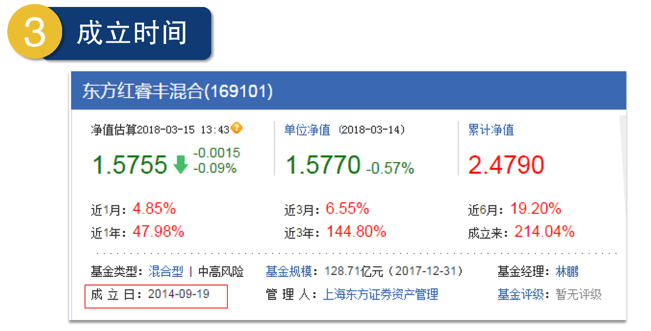 3 成立时间
东方红睿丰混合(169101)
净值估算2018-03-15 13:43? 单位净值 (2018-03-14) 累计净值
1.5755 -0.0015 -0.09% 1.5770 -0.57% 2.4790
近1月：4.85% 近3月：6.55% 近6月：19.20%
近1年：47.98% 近3年：144.80% 成立来：214.04%
基金类型：混合型 | 中高风险 基金规模：128.71亿元（2017-12-31） 基金经理：林鹏
成 立 日：2014-09-19 管 理 人：上海东方证券资产管理 基金评级：暂无评级